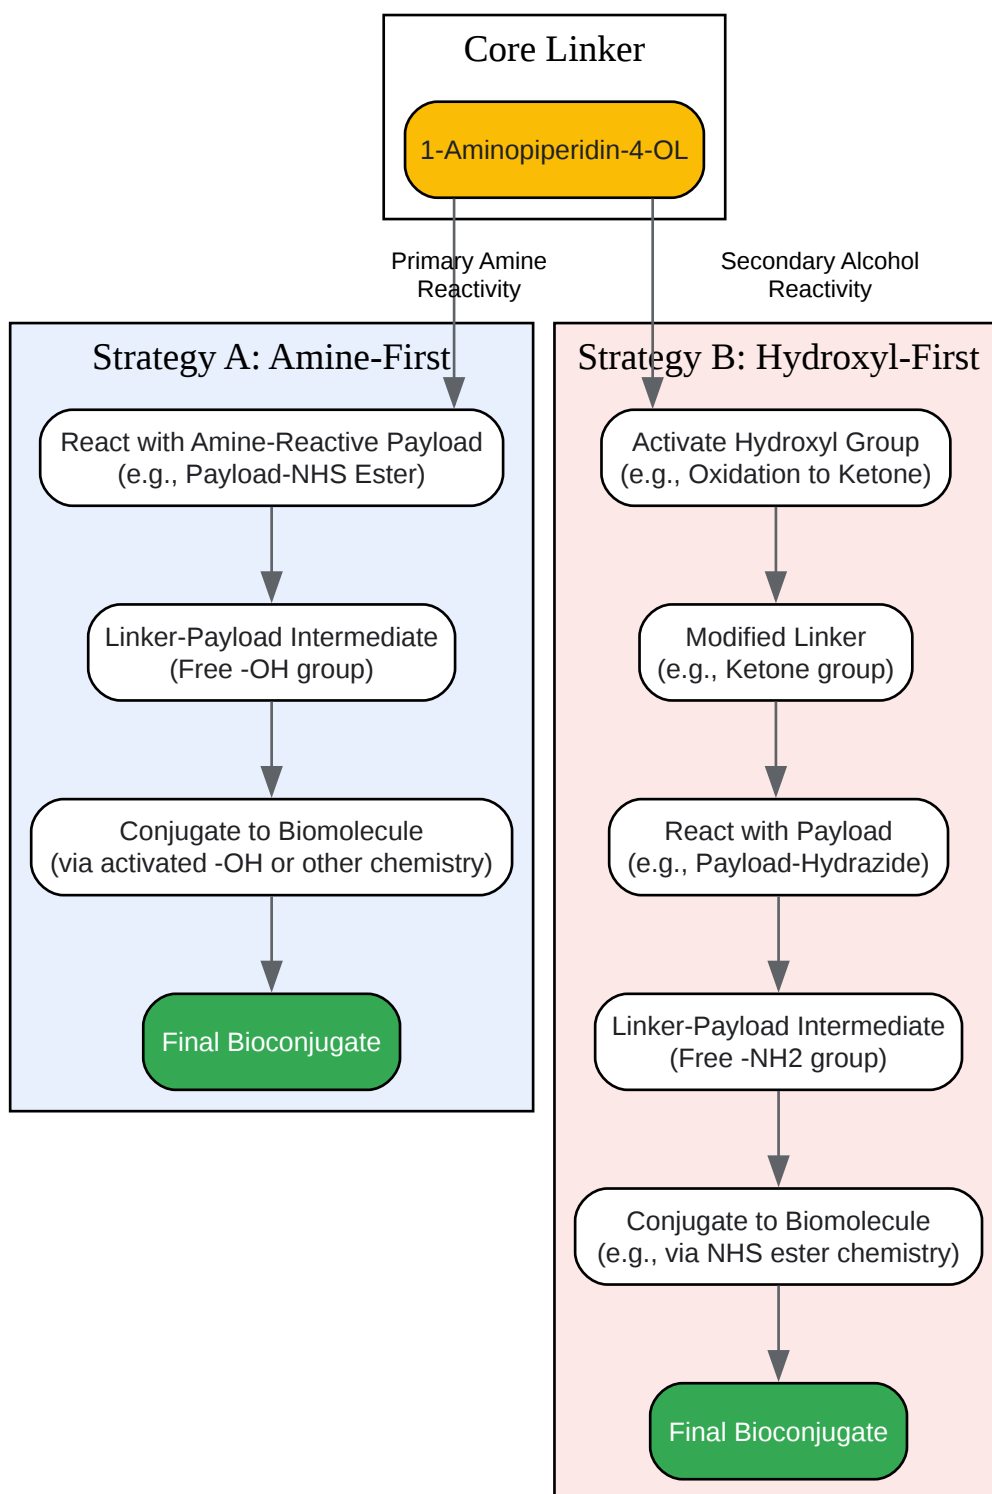 Core Linker
1-Aminopiperidin-4-OL
Primary Amine
Reactivity
Secondary Alcohol
Reactivity
Strategy A: Amine-First
React with Amine-Reactive Payload
(e.g., Payload-NHS Ester)
Linker-Payload Intermediate
(Free -OH group)
Conjugate to Biomolecule
(via activated -OH or other chemistry)
Final Bioconjugate
Strategy B: Hydroxyl-First
Activate Hydroxyl Group
(e.g., Oxidation to Ketone)
Modified Linker
(e.g., Ketone group)
React with Payload
(e.g., Payload-Hydrazide)
Linker-Payload Intermediate
(Free -NH2 group)
Conjugate to Biomolecule
(e.g., via NHS ester chemistry)
Final Bioconjugate